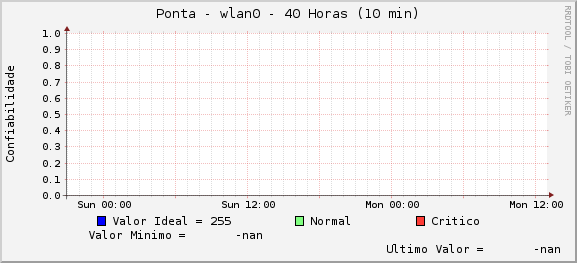 Ponta - wlan0 - 40 Horas (10 min)
RRDTOOL / TOBI OETIKER
Confiabilidade
1.0
0.9
0.8
0.7
0.6
0.5
0.4
0.3
0.2
0.1
0.0
Sun 00:00 Sun 12:00 Mon 00:00 Mon 12:00
Valor Ideal = 255 Normal Critico
Valor Minimo = -nan
Ultimo Valor = -nan